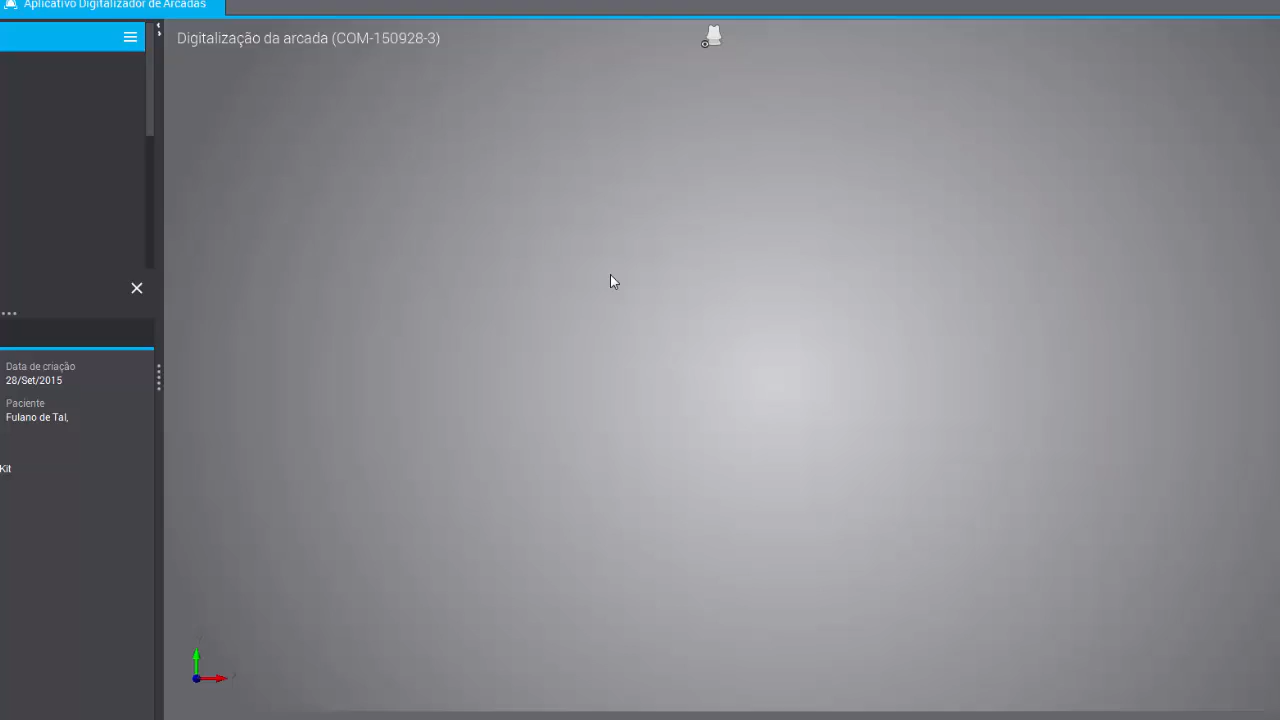 Aplicativo Digitalizador de Arcadas
Digitalização da arcada (COM-150928-3)
Data de criação
28/Set/2015
Paciente
Fulano de Tal,
Kit